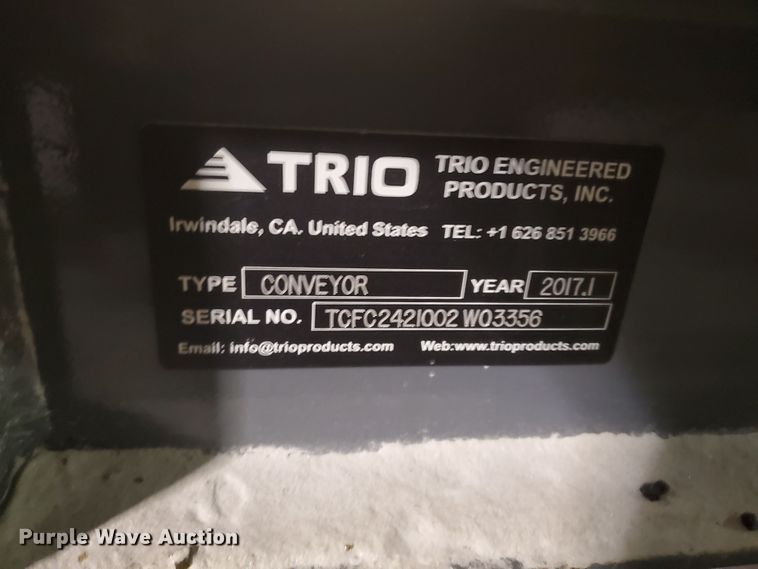 TRIO TRIO ENGINEERED
PRODUCTS, INC.
Irwindale, CA. United States TEL: +1 626 851 3966
TYPE CONVEYOR YEAR 2017.1
SERIAL NO. TCFC2421002 W03356
Email: info@trioproducts.com Web:www.trioproducts.com
Purple Wave Auction